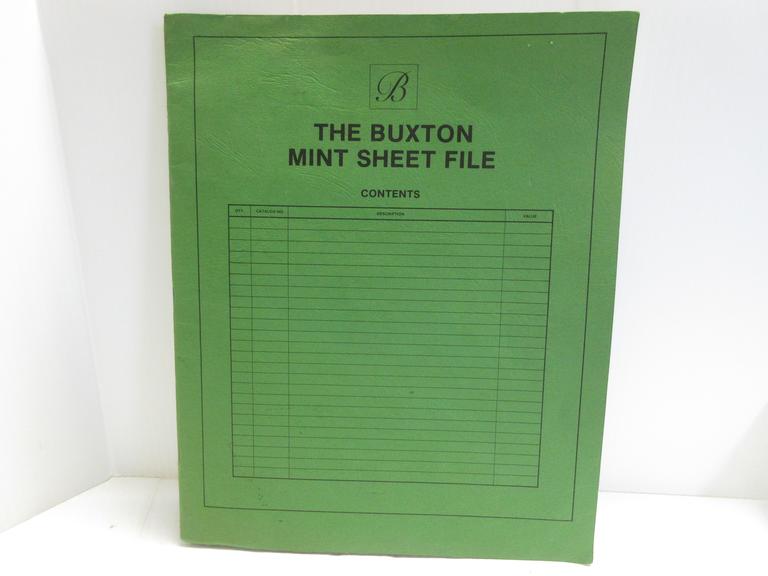 B
THE BUXTON
MINT SHEET FILE
CONTENTS
QTY. CATALOG NO. DESCRIPTION VALUE